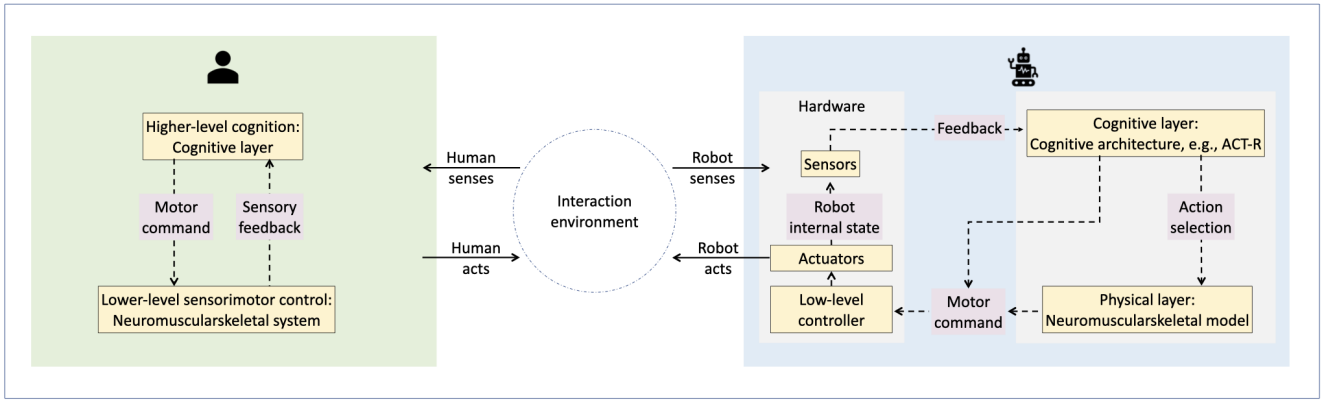 Higher-level cognition:
Cognitive layer
Motor
command
Sensory
feedback
Lower-level sensorimotor control:
Neuromuscularskeletal system
Human
senses
Human
acts
Interaction
environment
Robot
senses
Robot
acts
Hardware
Sensors
Robot
internal state
Actuators
Low-level
controller
Feedback
Motor
command
Cognitive layer:
Cognitive architecture, e.g., ACT-R
Action
selection
Physical layer:
Neuromuscularskeletal model